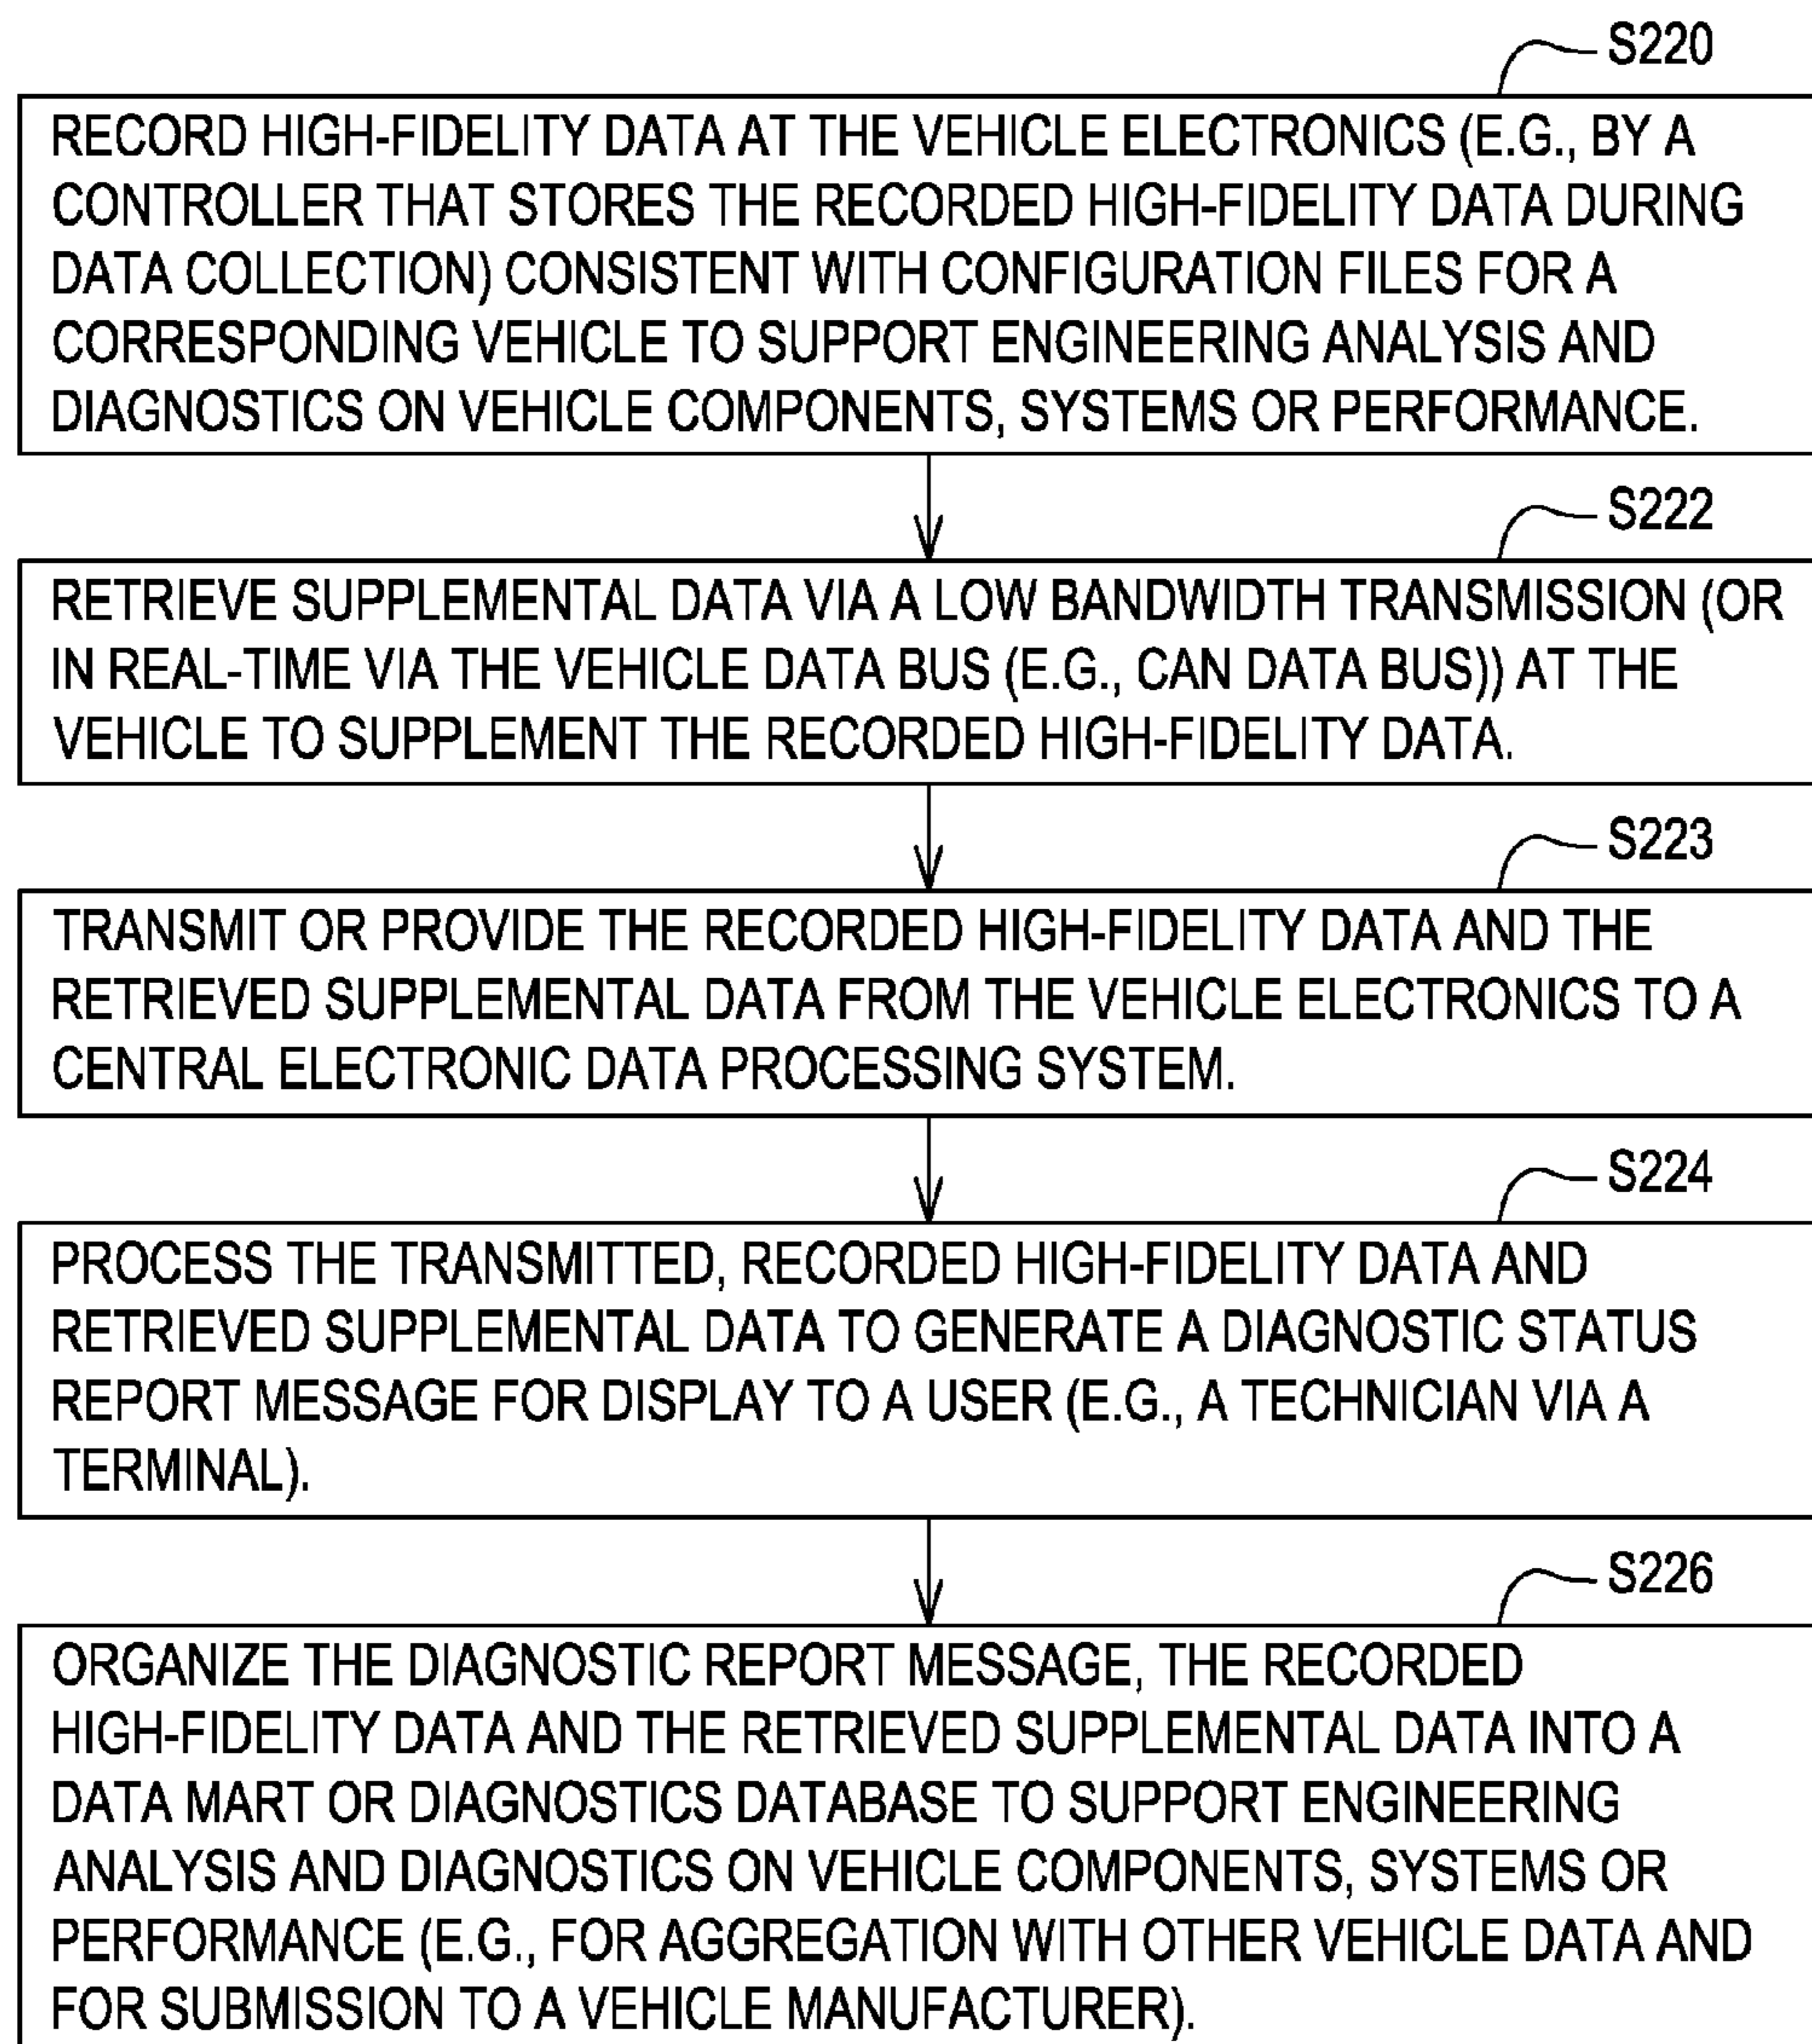 S220
RECORD HIGH-FIDELITY DATA AT THE VEHICLE ELECTRONICS (E.G., BY A
CONTROLLER THAT STORES THE RECORDED HIGH-FIDELITY DATA DURING
DATA COLLECTION) CONSISTENT WITH CONFIGURATION FILES FOR A
CORRESPONDING VEHICLE TO SUPPORT ENGINEERING ANALYSIS AND
DIAGNOSTICS ON VEHICLE COMPONENTS, SYSTEMS OR PERFORMANCE.
S222
RETRIEVE SUPPLEMENTAL DATA VIA A LOW BANDWIDTH TRANSMISSION (OR
IN REAL-TIME VIA THE VEHICLE DATA BUS (E.G., CAN DATA BUS)) AT THE
VEHICLE TO SUPPLEMENT THE RECORDED HIGH-FIDELITY DATA.
S223
TRANSMIT OR PROVIDE THE RECORDED HIGH-FIDELITY DATA AND THE
RETRIEVED SUPPLEMENTAL DATA FROM THE VEHICLE ELECTRONICS TO A
CENTRAL ELECTRONIC DATA PROCESSING SYSTEM.
S224
PROCESS THE TRANSMITTED, RECORDED HIGH-FIDELITY DATA AND
RETRIEVED SUPPLEMENTAL DATA TO GENERATE A DIAGNOSTIC STATUS
REPORT MESSAGE FOR DISPLAY TO A USER (E.G., A TECHNICIAN VIA A
TERMINAL).
S226
ORGANIZE THE DIAGNOSTIC REPORT MESSAGE, THE RECORDED
HIGH-FIDELITY DATA AND THE RETRIEVED SUPPLEMENTAL DATA INTO A
DATA MART OR DIAGNOSTICS DATABASE TO SUPPORT ENGINEERING
ANALYSIS AND DIAGNOSTICS ON VEHICLE COMPONENTS, SYSTEMS OR
PERFORMANCE (E.G., FOR AGGREGATION WITH OTHER VEHICLE DATA AND
FOR SUBMISSION TO A VEHICLE MANUFACTURER).